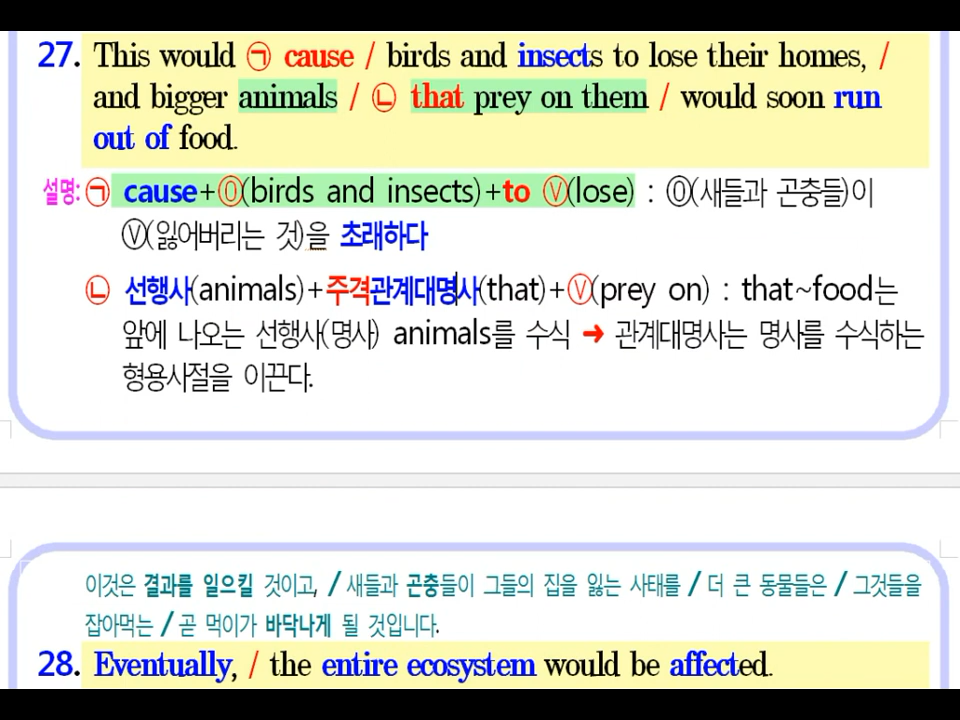 27. This would ㉠ cause / birds and insects to lose their homes, /
and bigger animals / ㉡ that prey on them / would soon run
out of food.
설명: ㉠ cause+Ⓞ(birds and insects)+to Ⓥ(lose) : Ⓞ(새들과 곤충들)이
Ⓥ(잃어버리는 것)을 초래하다
㉡ 선행사(animals)+주격관계대명사(that)+Ⓥ(prey on) : that~food는
앞에 나오는 선행사(명사) animals를 수식 ➜ 관계대명사는 명사를 수식하는
형용사절을 이끈다.
이것은 결과를 일으킬 것이고, / 새들과 곤충들이 그들의 집을 잃는 사태를 / 더 큰 동물들은 / 그것들을
잡아먹는 / 곧 먹이가 바닥나게 될 것입니다.
28. Eventually, / the entire ecosystem would be affected.